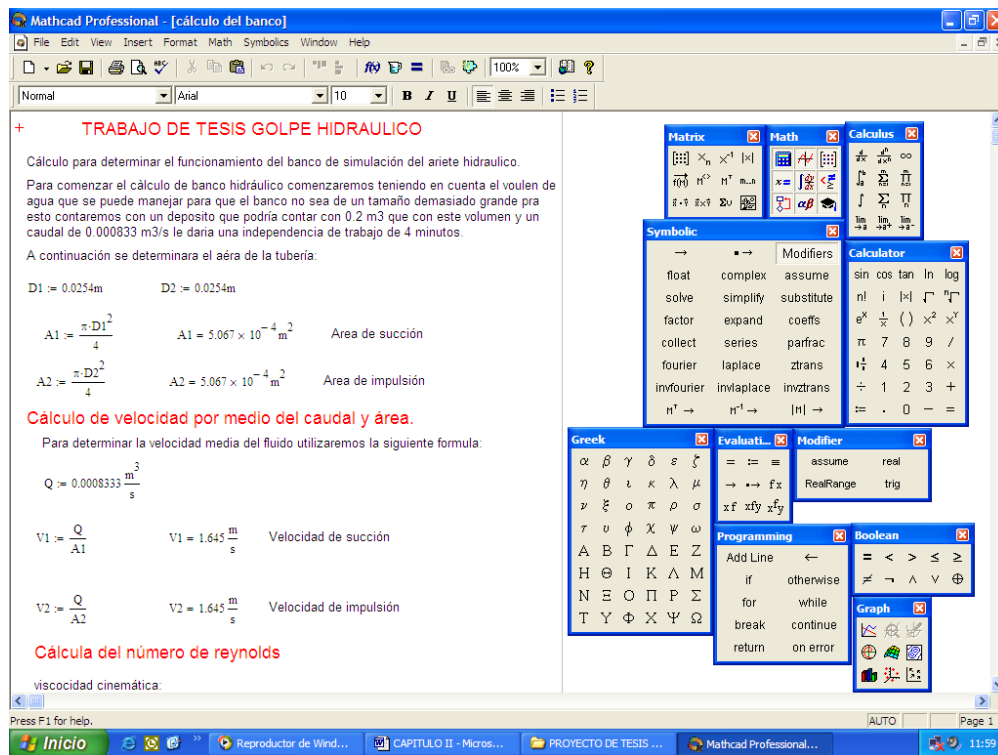 Mathcad Professional - [cálculo del banco]
File Edit View Insert Format Math Symbolics Window Help
100%
Normal Arial 10 B I U
TRABAJO DE TESIS GOLPE HIDRAULICO
Cálculo para determinar el funcionamiento del banco de simulación del ariete hidraulico.
Para comenzar el cálculo de banco hidráulico comenzaremos teniendo en cuenta el voulen de
agua que se puede manejar para que el banco no sea de un tamaño demasiado grande pra
esto contaremos con un deposito que podría contar con 0.2 m3 que con este volumen y un
caudal de 0.000833 m3/s le daria una independencia de trabajo de 4 minutos.
A continuación se determinara el aéra de la tubería:
D1 := 0.0254m D2 := 0.0254m
A1 := π·D1²/4 A1 = 5.067 × 10⁻⁴ m² Area de succión
A2 := π·D2²/4 A2 = 5.067 × 10⁻⁴ m² Area de impulsión
Cálculo de velocidad por medio del caudal y área.
Para determinar la velocidad media del fluido utilizaremos la siguiente formula:
Q := 0.0008333 m³/s
V1 := Q/A1 V1 = 1.645 m/s Velocidad de succión
V2 := Q/A2 V2 = 1.645 m/s Velocidad de impulsión
Cálcula del número de reynolds
viscocidad cinemática:
Matrix
Math
Calculus
Symbolic
→ ▪→ Modifiers
float complex assume
solve simplify substitute
factor expand coeffs
collect series parfrac
fourier laplace ztrans
invfourier invlaplace invztrans
Mᵀ → M⁻¹ → |M| →
Calculator
sin cos tan ln log
n! i |×|
eˣ 1/x ( ) ×² ×ʸ
π 7 8 9 /
4 5 6 ×
÷ 1 2 3 +
:= . 0 − =
Greek
α β γ δ ε ζ
η θ ι κ λ μ
ν ξ ο π ρ σ
τ υ φ χ ψ ω
Α Β Γ Δ Ε Ζ
Η Θ Ι Κ Λ Μ
Ν Ξ Ο Π Ρ Σ
Τ Υ Φ Χ Ψ Ω
Evaluati...
= := ≡
→ ▪→ fx
xf xfy xfy
Modifier
assume real
RealRange trig
Programming
Add Line ←
if otherwise
for while
break continue
return on error
Boolean
= < > ≤ ≥
≠ ¬ ∧ ∨ ⊕
Graph
Press F1 for help.
AUTO Page 1
Inicio
Reproductor de Wind...
CAPITULO II - Micros...
PROYECTO DE TESIS ...
Mathcad Professional...
11:59